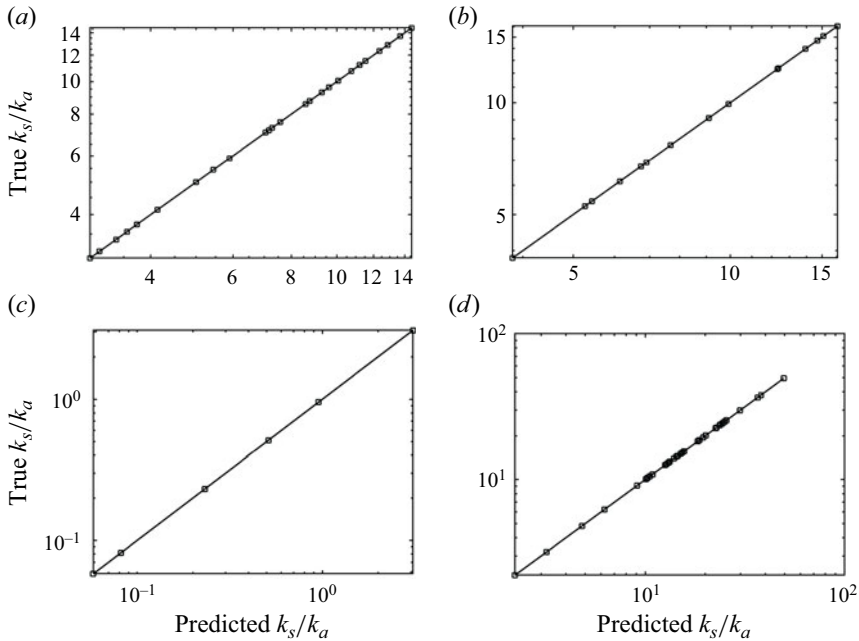 (a)
14
12
10
8
6
4
True k_s/k_a
4 6 8 10 12 14
(b)
15
10
5
5 10 15
(c)
10^0
10^{-1}
True k_s/k_a
10^{-1} 10^0
Predicted k_s/k_a
(d)
10^2
10^1
10^1 10^2
Predicted k_s/k_a